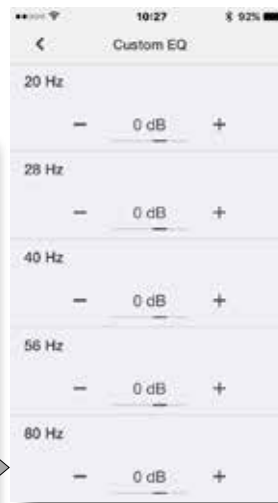 10:27 92%
Custom EQ
20 Hz
− 0 dB +
28 Hz
− 0 dB +
40 Hz
− 0 dB +
56 Hz
− 0 dB +
80 Hz
− 0 dB +